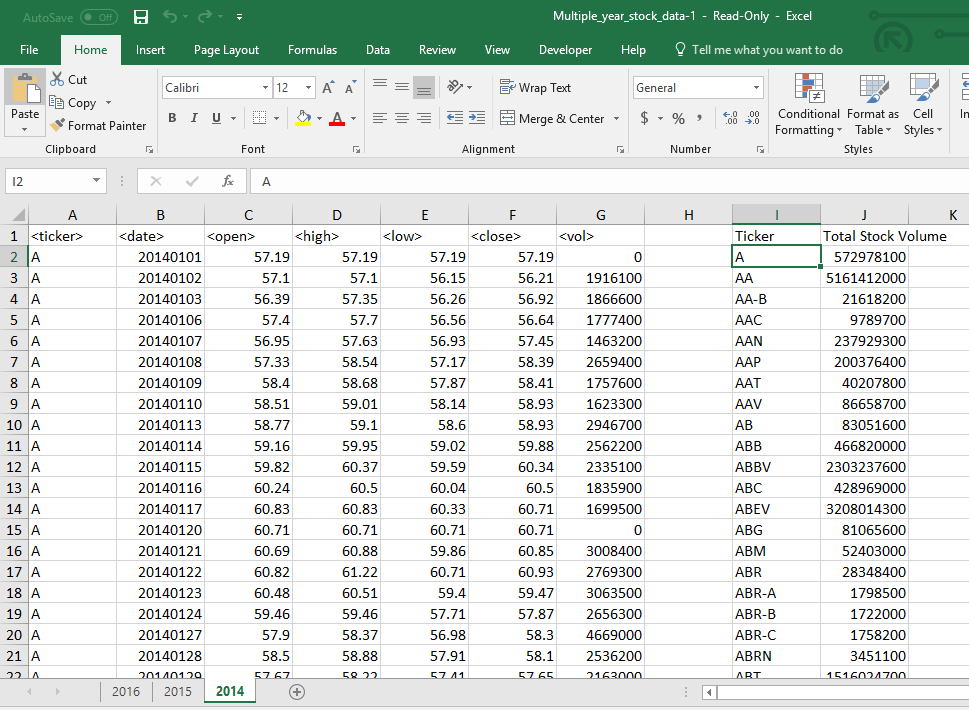 AutoSave Off Multiple_year_stock_data-1 - Read-Only - Excel
File Home Insert Page Layout Formulas Data Review View Developer Help Tell me what you want to do
Cut
Copy
Format Painter
Paste
Clipboard
Calibri 12
B I U A
Font
Wrap Text
Merge & Center
Alignment
General
$ % ,
Number
Conditional Formatting
Format as Table
Cell Styles
Styles
I2 fx A
A B C D E F G H I J K
1 <ticker> <date> <open> <high> <low> <close> <vol> Ticker Total Stock Volume
2 A 20140101 57.19 57.19 57.19 57.19 0 A 572978100
3 A 20140102 57.1 57.1 56.15 56.21 1916100 AA 5161412000
4 A 20140103 56.39 57.35 56.26 56.92 1866600 AA-B 21618200
5 A 20140106 57.4 57.7 56.56 56.64 1777400 AAC 9789700
6 A 20140107 56.95 57.63 56.93 57.45 1463200 AAN 237929300
7 A 20140108 57.33 58.54 57.17 58.39 2659400 AAP 200376400
8 A 20140109 58.4 58.68 57.87 58.41 1757600 AAT 40207800
9 A 20140110 58.51 59.01 58.14 58.93 1623300 AAV 86658700
10 A 20140113 58.77 59.1 58.6 58.93 2946700 AB 83051600
11 A 20140114 59.16 59.95 59.02 59.88 2562200 ABB 466820000
12 A 20140115 59.82 60.37 59.59 60.34 2335100 ABBV 2303237600
13 A 20140116 60.24 60.5 60.04 60.5 1835900 ABC 428969000
14 A 20140117 60.83 60.83 60.33 60.71 1699500 ABEV 3208014300
15 A 20140120 60.71 60.71 60.71 60.71 0 ABG 81065600
16 A 20140121 60.69 60.88 59.86 60.85 3008400 ABM 52403000
17 A 20140122 60.82 61.22 60.71 60.93 2769300 ABR 28348400
18 A 20140123 60.48 60.51 59.4 59.47 3063500 ABR-A 1798500
19 A 20140124 59.46 59.46 57.71 57.87 2656300 ABR-B 1722000
20 A 20140127 57.9 58.37 56.98 58.3 4669000 ABR-C 1758200
21 A 20140128 58.5 58.88 57.91 58.1 2536200 ABRN 3451100
22 A 20140129 57.67 58.22 57.41 57.65 2163000 ABT 1516024700
2016 2015 2014